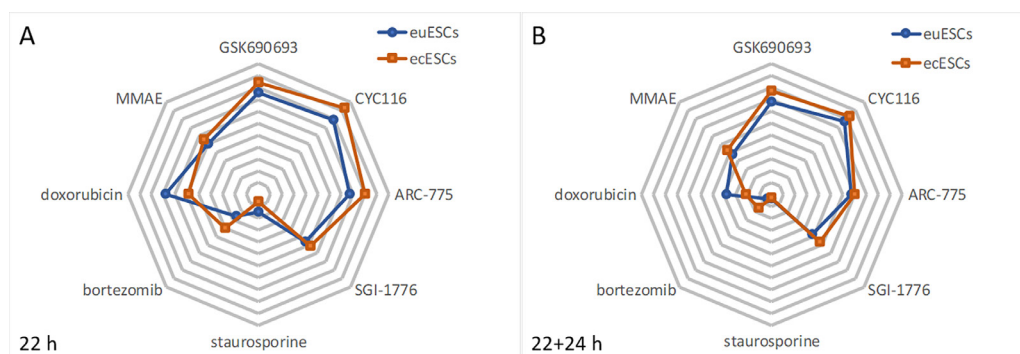 A
euESCs
ecESCs
GSK690693
MMAE
CYC116
doxorubicin
ARC-775
bortezomib
SGI-1776
staurosporine
22 h
B
euESCs
ecESCs
GSK690693
MMAE
CYC116
doxorubicin
ARC-775
bortezomib
SGI-1776
staurosporine
22+24 h